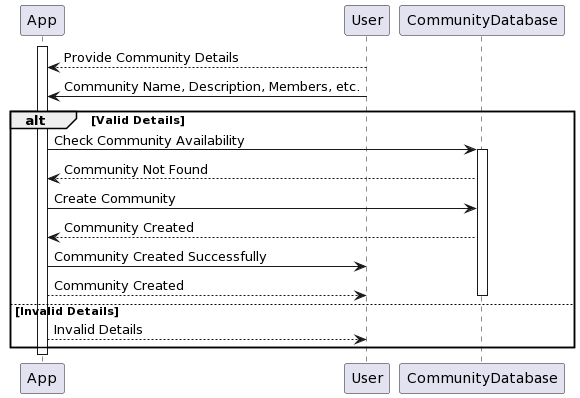 App User CommunityDatabase
Provide Community Details
Community Name, Description, Members, etc.
alt [Valid Details]
Check Community Availability
Community Not Found
Create Community
Community Created
Community Created Successfully
Community Created
[Invalid Details]
Invalid Details
App User CommunityDatabase